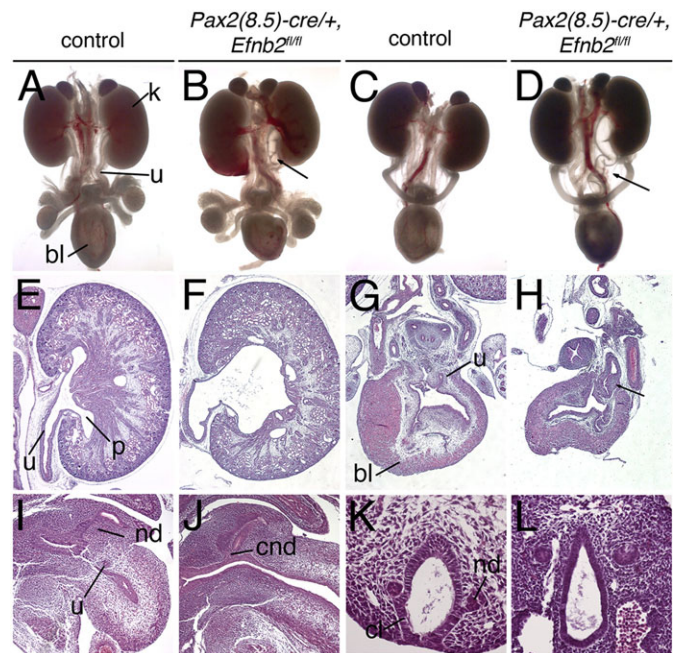 control
Pax2(8.5)-cre/+,
Efnb2fl/fl
control
Pax2(8.5)-cre/+,
Efnb2fl/fl
A
k
u
bl
B
C
D
E
u
p
F
G
u
bl
H
I
nd
u
J
cnd
K
nd
cl
L